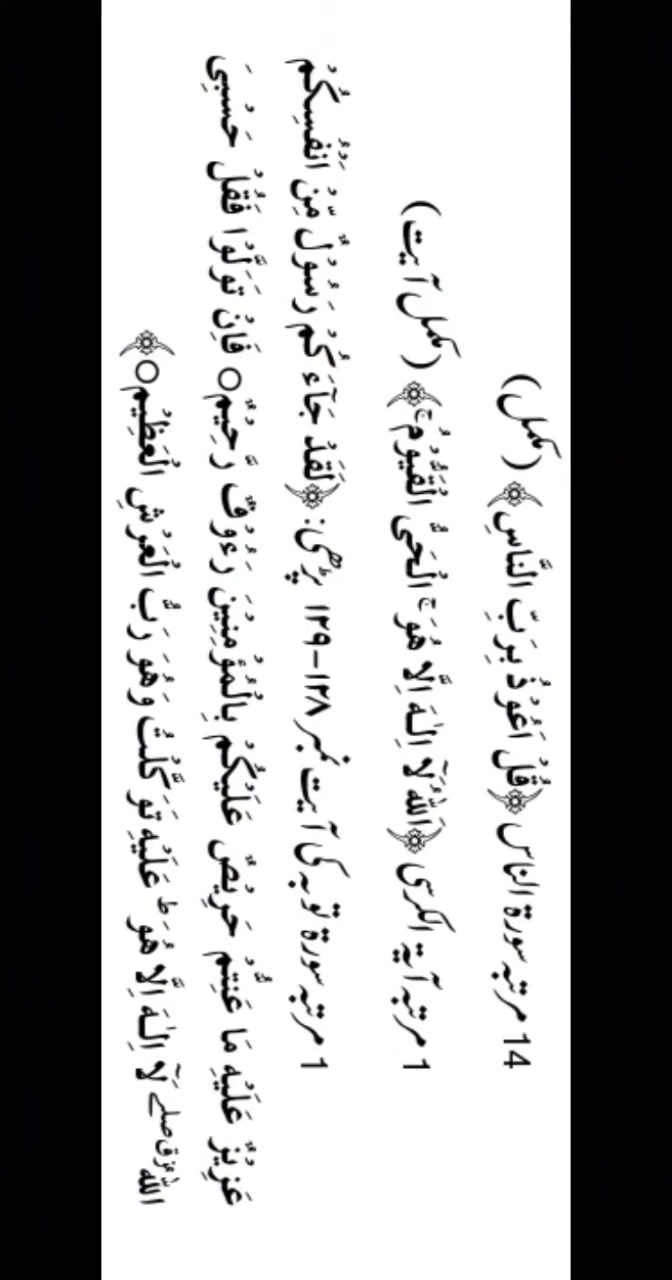 14 مرتبہ سورۃ الناس ﴿قُلْ اَعُوْذُ بِرَبِّ النَّاسِ﴾ (مکمل)
1 مرتبہ آیۃ الکرسی ﴿اَللّٰهُ لَآ اِلٰهَ اِلَّا هُوَ ۚ اَلْحَیُّ الْقَیُّوْمُ ۚ﴾ (مکمل آیت)
1 مرتبہ سورۃ توبہ کی آیت نمبر ۱۲۸-۱۲۹ پڑھی: ﴿لَقَدْ جَآءَكُمْ رَسُوْلٌ مِّنْ اَنْفُسِكُمْ
عَزِیْزٌ عَلَیْهِ مَا عَنِتُّمْ حَرِیْصٌ عَلَیْكُمْ بِالْمُؤْمِنِیْنَ رَءُوْفٌ رَّحِیْمٌ ○ فَاِنْ تَوَلَّوْا فَقُلْ حَسْبِیَ
اللّٰهُ ۖ لَآ اِلٰهَ اِلَّا هُوَ ؕ عَلَیْهِ تَوَكَّلْتُ وَهُوَ رَبُّ الْعَرْشِ الْعَظِیْمِ ○﴾